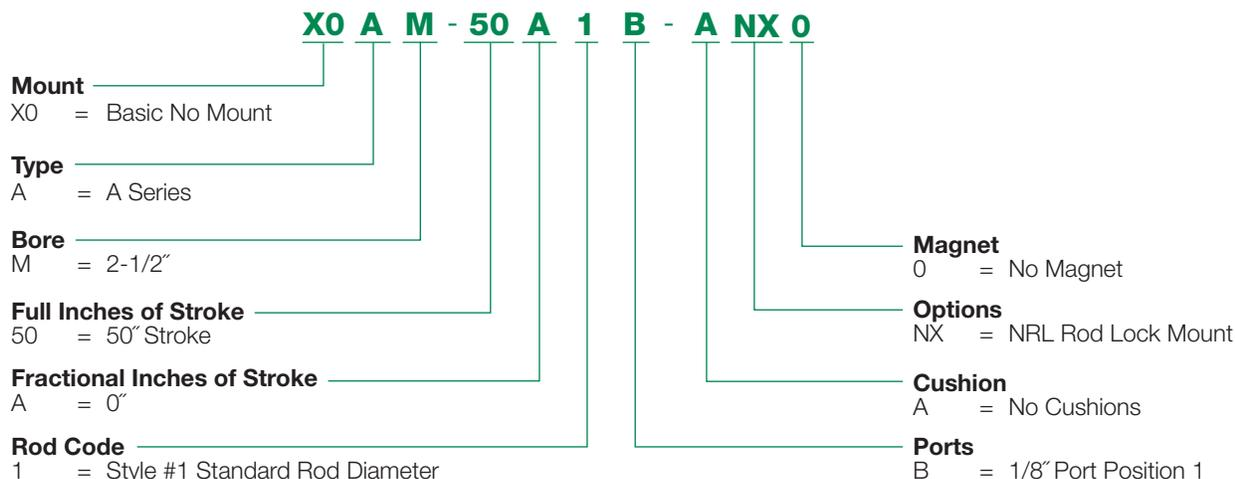 X0 A M - 50 A 1 B - A NX 0
Mount
X0 = Basic No Mount
Type
A = A Series
Bore
M = 2-1/2˝
Full Inches of Stroke
50 = 50˝ Stroke
Fractional Inches of Stroke
A = 0˝
Rod Code
1 = Style #1 Standard Rod Diameter
Magnet
0 = No Magnet
Options
NX = NRL Rod Lock Mount
Cushion
A = No Cushions
Ports
B = 1/8˝ Port Position 1